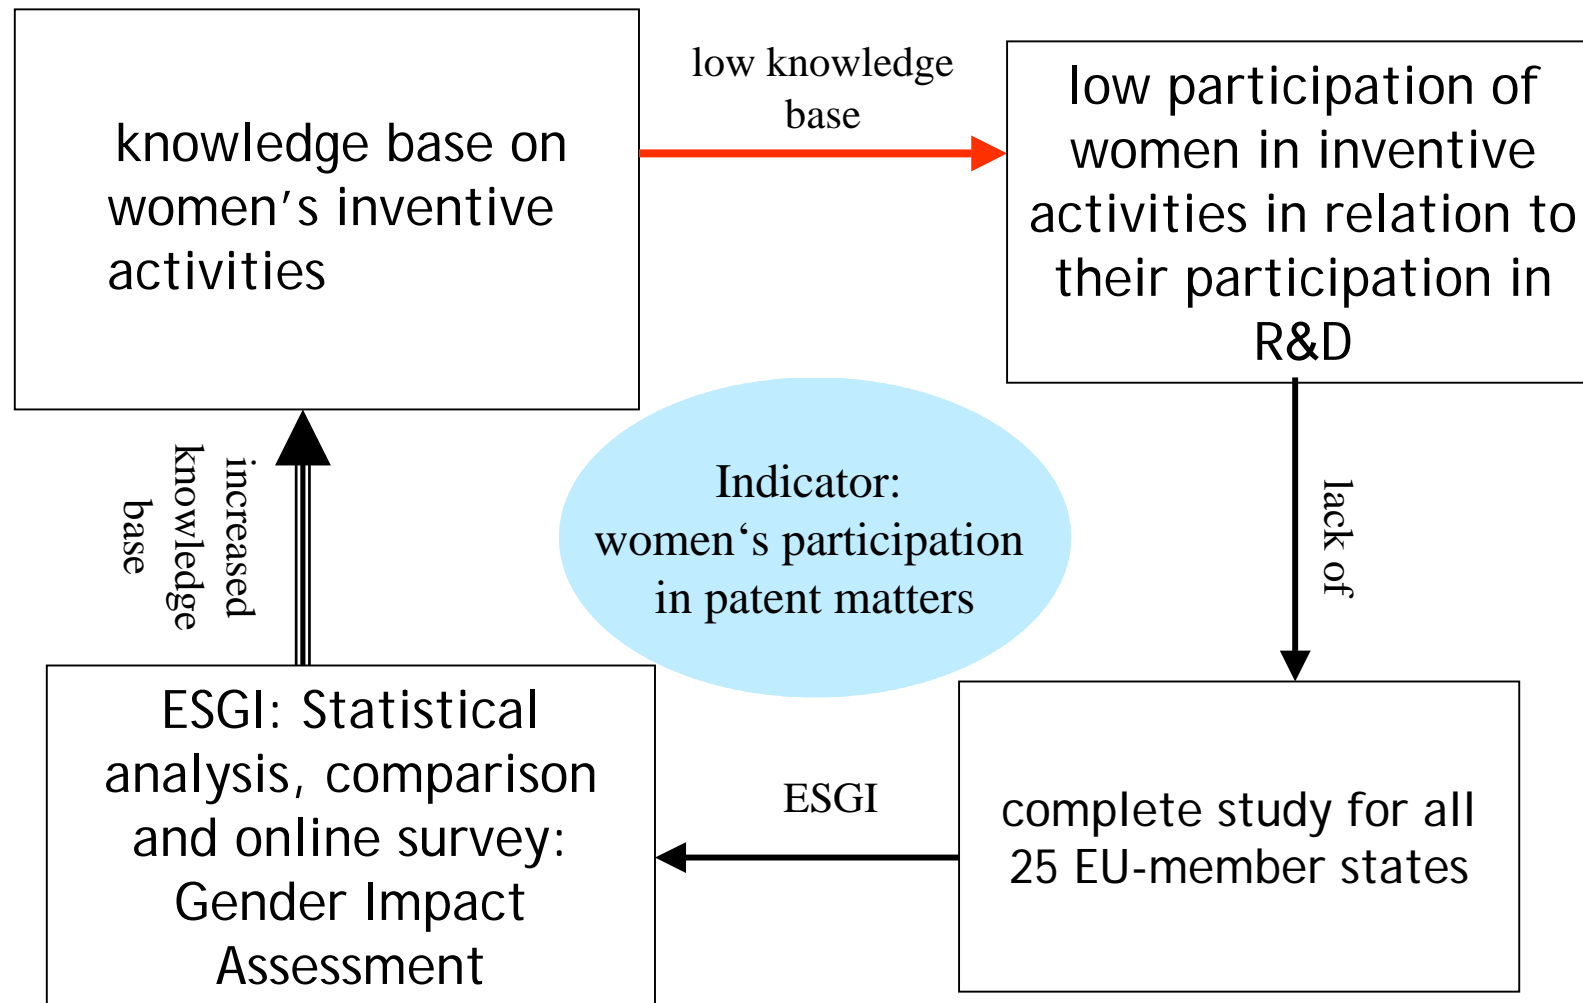 knowledge base on
women’s inventive
activities
low knowledge
base
low participation of
women in inventive
activities in relation to
their participation in
R&D
increased
knowledge
base
Indicator:
women‘s participation
in patent matters
lack of
ESGI: Statistical
analysis, comparison
and online survey:
Gender Impact
Assessment
ESGI
complete study for all
25 EU-member states